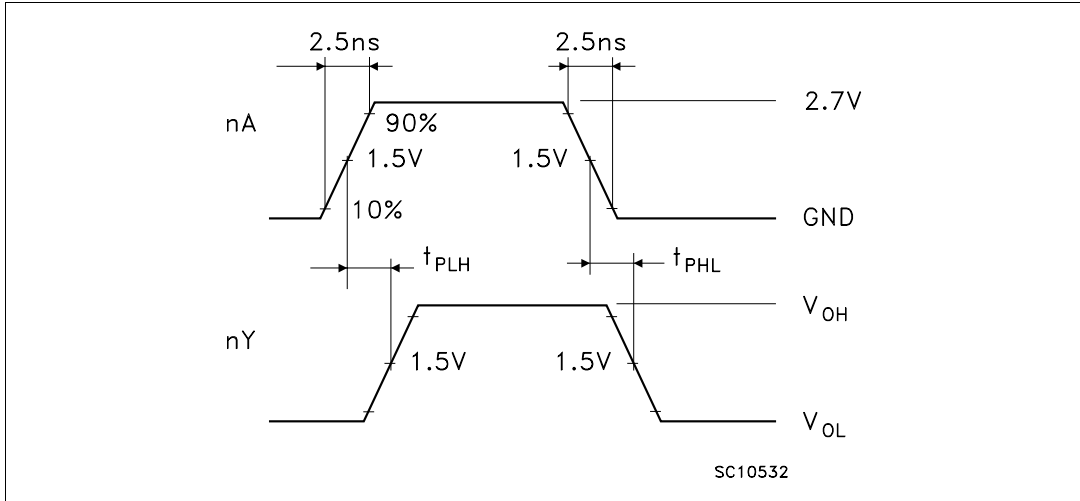 2.5ns 2.5ns
2.7V
nA 90%
1.5V 1.5V
10% GND
tPLH tPHL
VOH
nY 1.5V 1.5V
VOL
SC10532